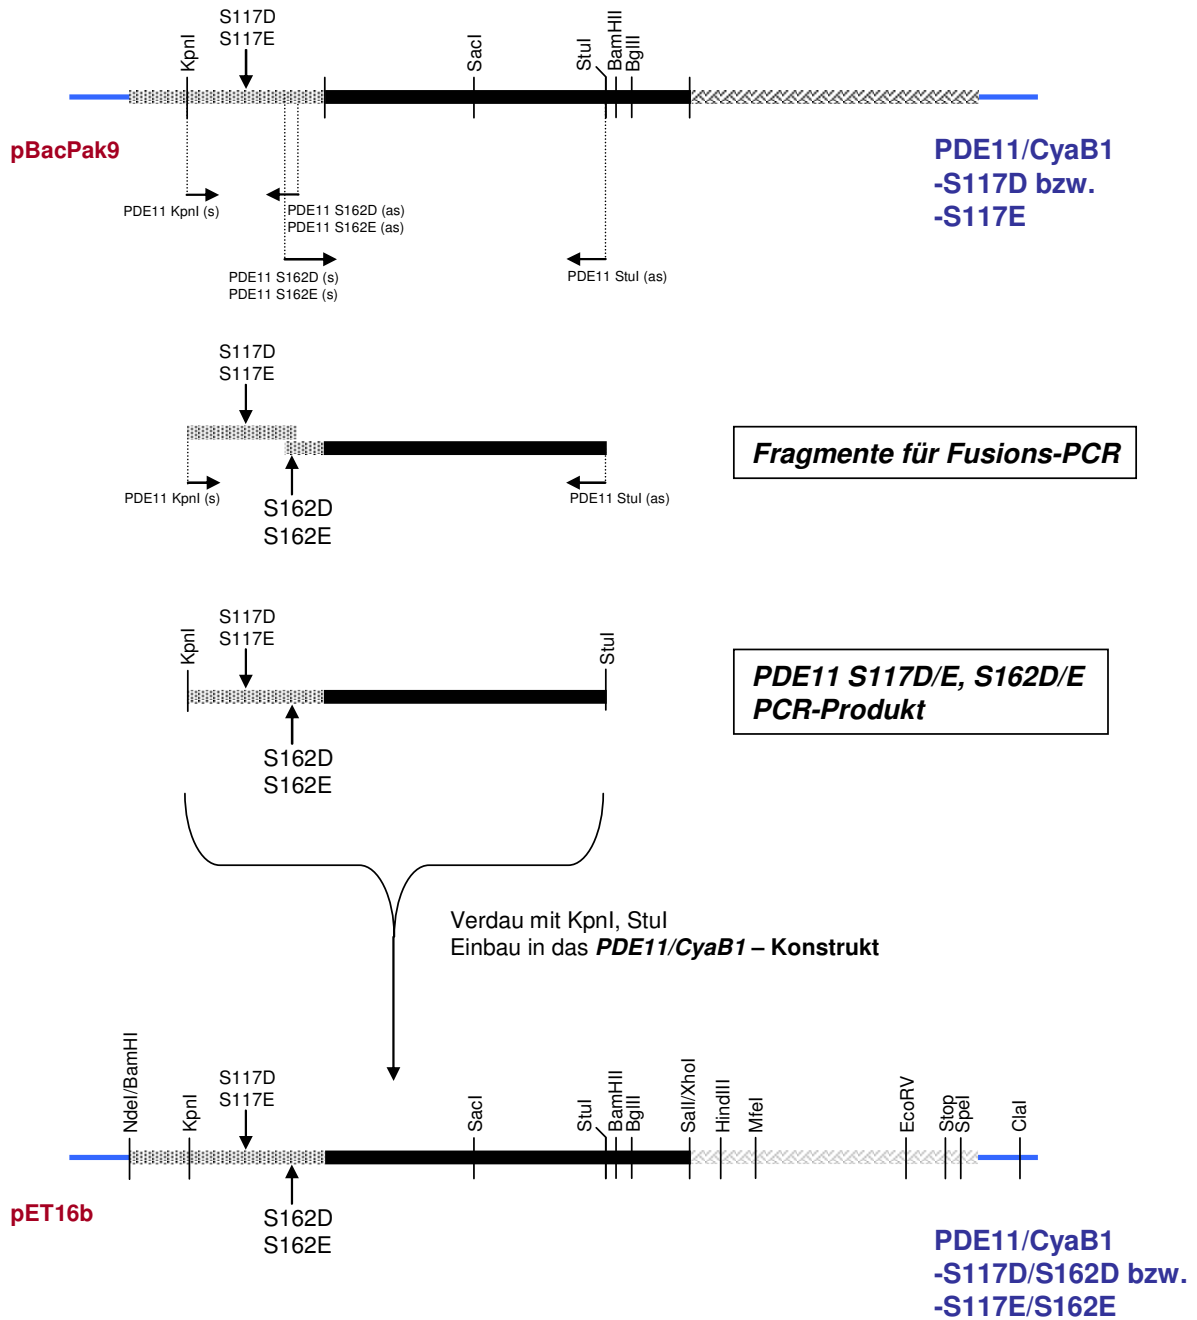 S117D
S117E
KpnI
SacI
StuI
BamHII
BglII
pBacPak9
PDE11/CyaB1
-S117D bzw.
-S117E
PDE11 KpnI (s)
PDE11 S162D (as)
PDE11 S162E (as)
PDE11 S162D (s)
PDE11 S162E (s)
PDE11 StuI (as)
S117D
S117E
Fragmente für Fusions-PCR
PDE11 KpnI (s)
PDE11 StuI (as)
S162D
S162E
S117D
S117E
KpnI
StuI
PDE11 S117D/E, S162D/E
PCR-Produkt
S162D
S162E
Verdau mit KpnI, StuI
Einbau in das PDE11/CyaB1 – Konstrukt
NdeI/BamHI
KpnI
S117D
S117E
SacI
StuI
BamHII
BglII
SalI/XhoI
HindIII
MfeI
EcoRV
Stop
SpeI
ClaI
pET16b
S162D
S162E
PDE11/CyaB1
-S117D/S162D bzw.
-S117E/S162E